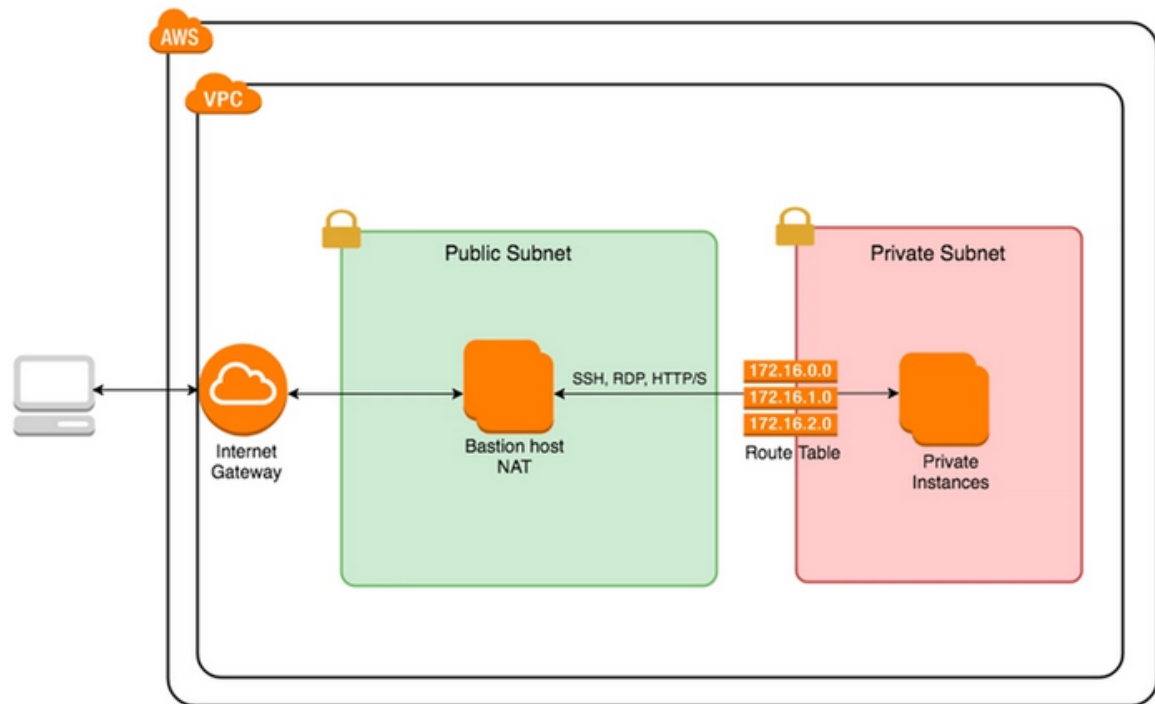 AWS
VPC
Public Subnet
Private Subnet
SSH, RDP, HTTP/S
172.16.0.0
172.16.1.0
172.16.2.0
Internet
Gateway
Bastion host
NAT
Route Table
Private
Instances